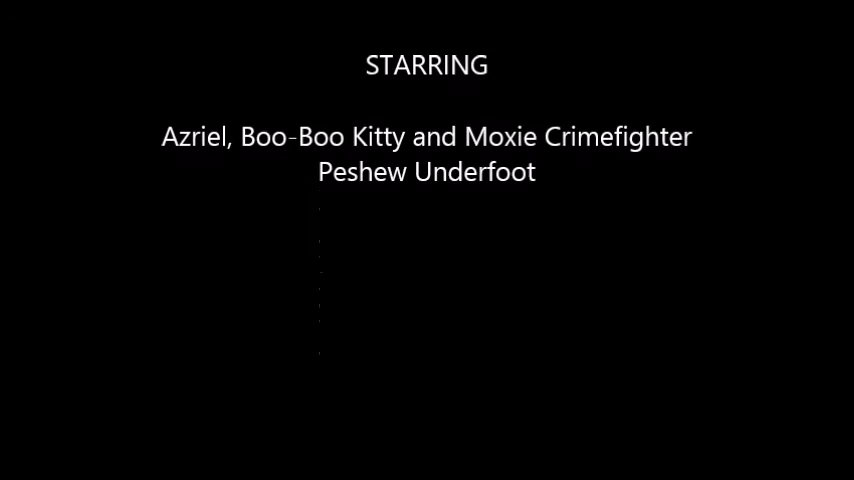 STARRING
Azriel, Boo-Boo Kitty and Moxie Crimefighter
Peshew Underfoot